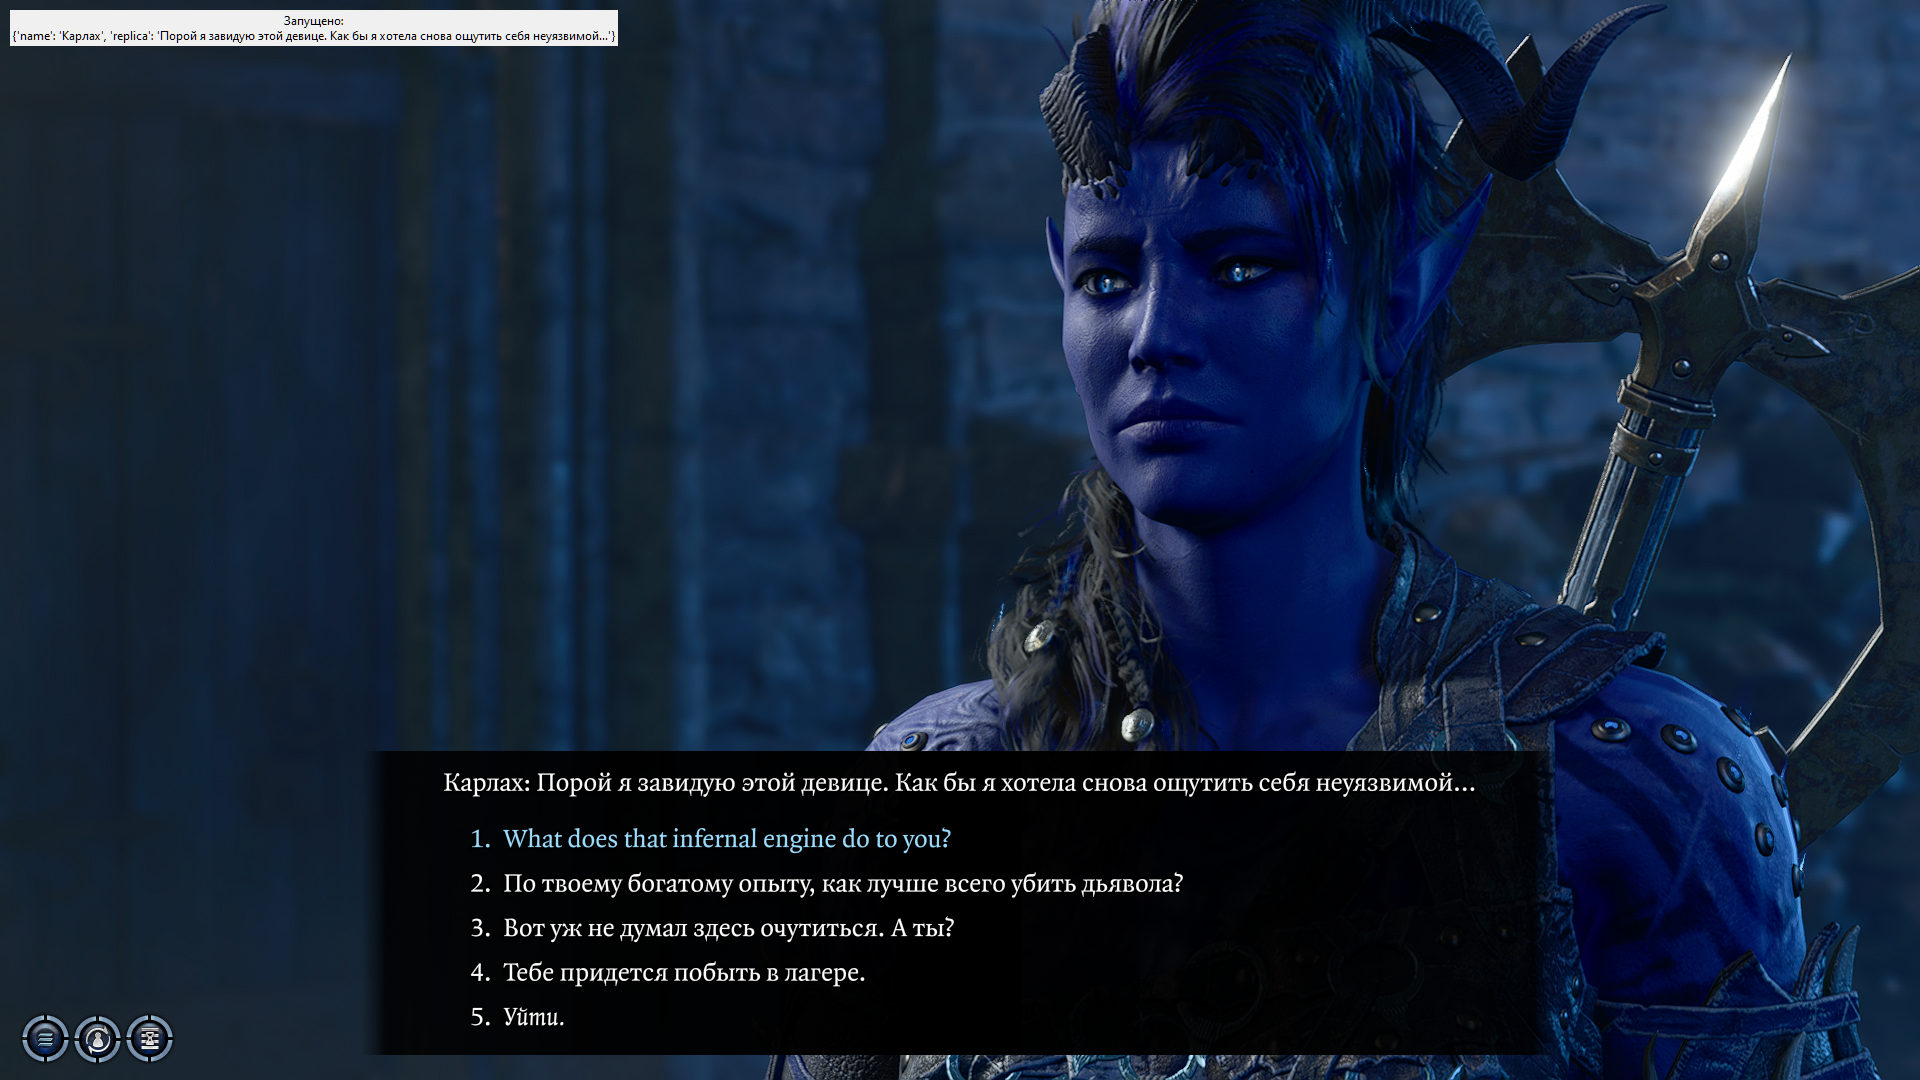 Запущено:
{'name': 'Карлах', 'replica': 'Порой я завидую этой девице. Как бы я хотела снова ощутить себя неуязвимой...'}
Карлах: Порой я завидую этой девице. Как бы я хотела снова ощутить себя неуязвимой...
1. What does that infernal engine do to you?
2. По твоему богатому опыту, как лучше всего убить дьявола?
3. Вот уж не думал здесь очутиться. А ты?
4. Тебе придется побыть в лагере.
5. Уйти.